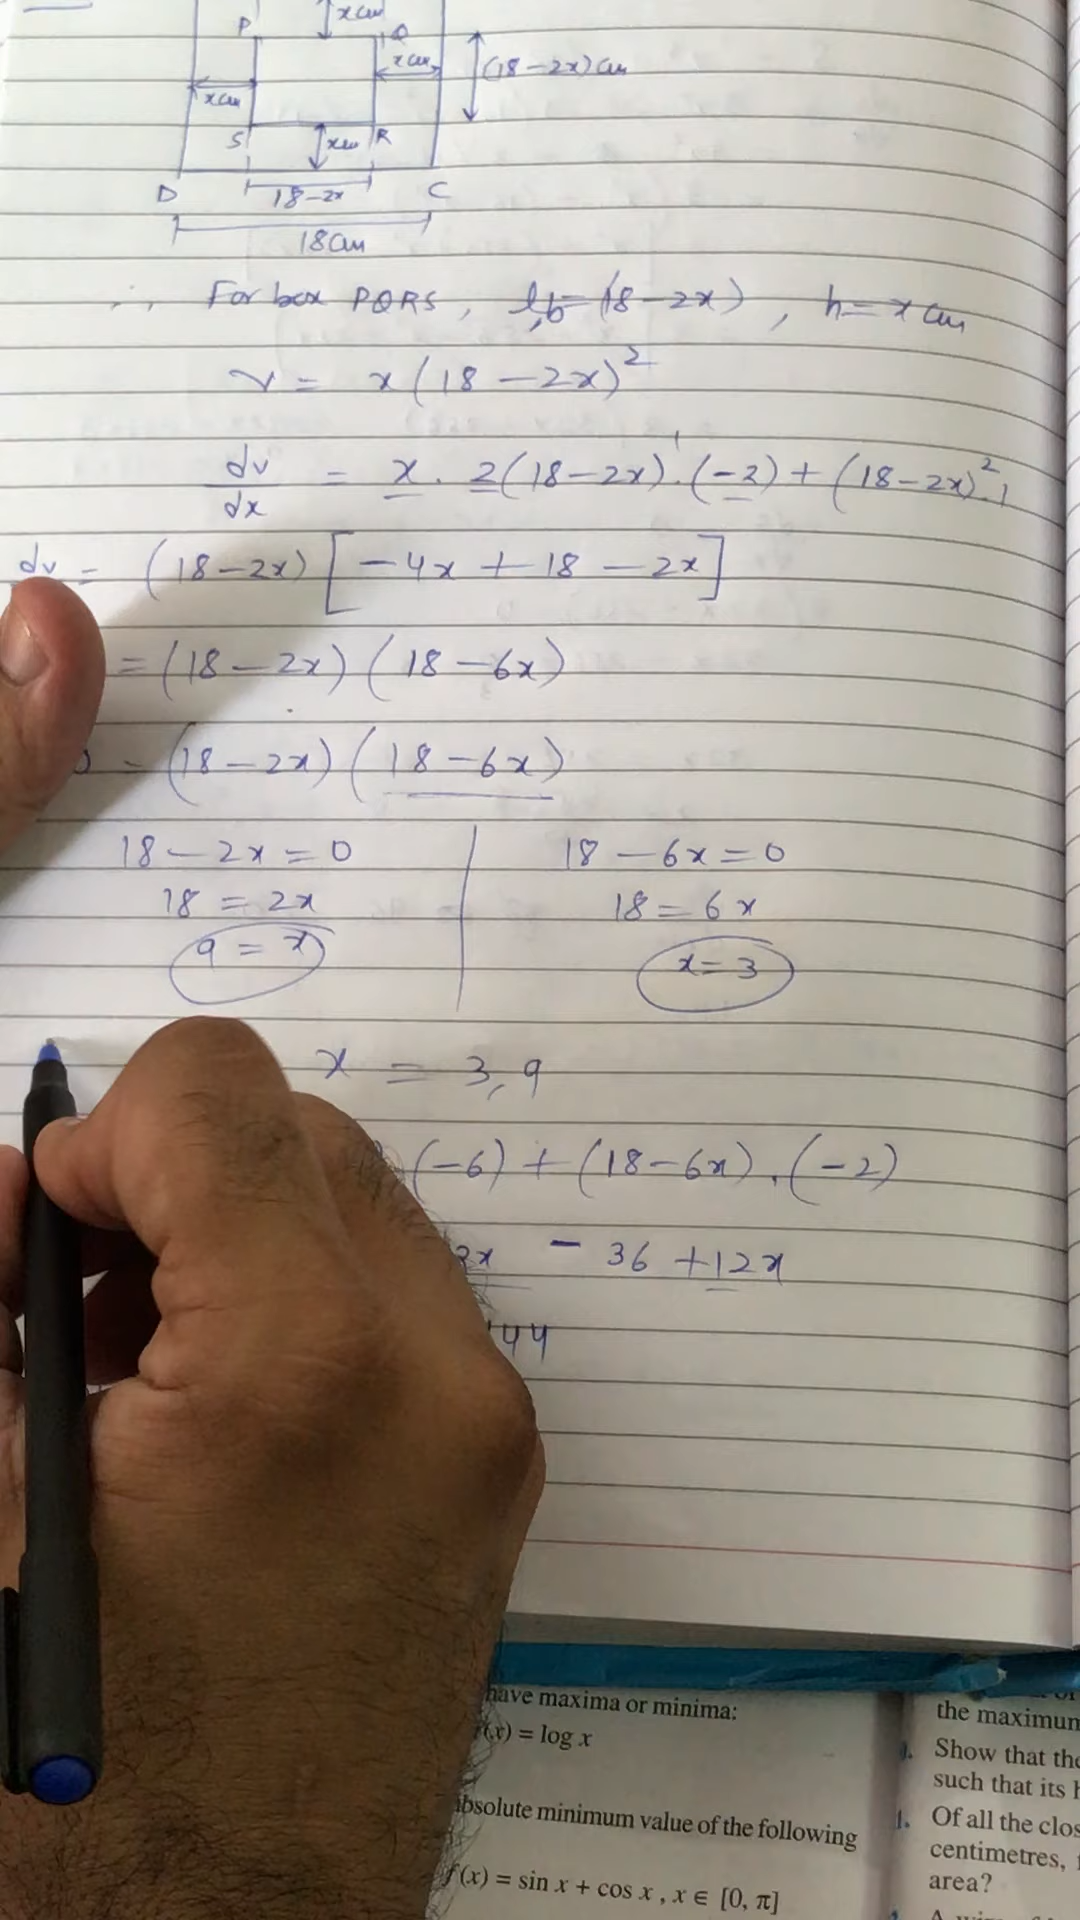 x cm
P
Q
x cm
(18-2x) cm
x cm
S
x cm
R
D
18-2x
C
18 cm
∴ For box PQRS, l,b=(18-2x), h=x cm
v = x(18-2x)²
dv/dx = x · 2(18-2x)¹.(-2)+(18-2x)².1
dv = (18-2x)[-4x+18-2x]
=(18-2x)(18-6x)
=(18-2x)(18-6x)
18-2x=0
18=2x
9=x
18-6x=0
18=6x
x=3
x = 3,9
(-6)+(18-6x).(-2)
- 36 +12x
44
have maxima or minima:
(x) = log x
absolute minimum value of the following
f(x) = sin x + cos x , x ∈ [0, π]
the maximum
Show that the
such that its
Of all the clos
centimetres,
area?